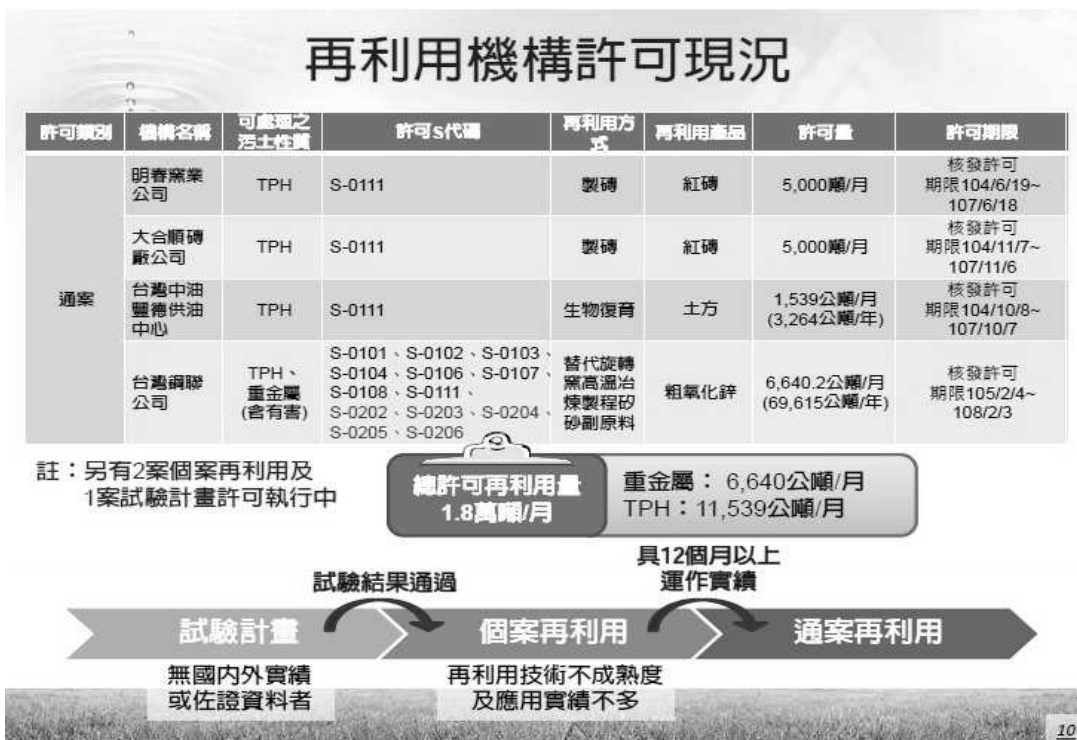 再利用機構許可現況
許可類別 機構名稱 可處理之污土性質 許可S代碼 再利用方式 再利用產品 許可量 許可期限
通案
明春窯業
公司
TPH
S-0111
製磚
紅磚
5,000噸/月
核發許可
期限104/6/19~
107/6/18
大合順磚
廠公司
TPH
S-0111
製磚
紅磚
5,000噸/月
核發許可
期限104/11/7~
107/11/6
台灣中油
豐德供油
中心
TPH
S-0111
生物復育
土方
1,539公噸/月
(3,264公噸/年)
核發許可
期限104/10/8~
107/10/7
台灣鋼聯
公司
TPH、
重金屬
(含有害)
S-0101、S-0102、S-0103、
S-0104、S-0106、S-0107、
S-0108、S-0111、
S-0202、S-0203、S-0204、
S-0205、S-0206
替代旋轉
窯高溫冶
煉製程矽
砂副原料
粗氧化鋅
6,640.2公噸/月
(69,615公噸/年)
核發許可
期限105/2/4~
108/2/3
註：另有2案個案再利用及
1案試驗計畫許可執行中
總許可再利用量
1.8萬噸/月
重金屬： 6,640公噸/月
TPH：11,539公噸/月
試驗結果通過
具12個月以上
運作實績
試驗計畫
個案再利用
通案再利用
無國內外實績
或佐證資料者
再利用技術不成熟度
及應用實績不多
10